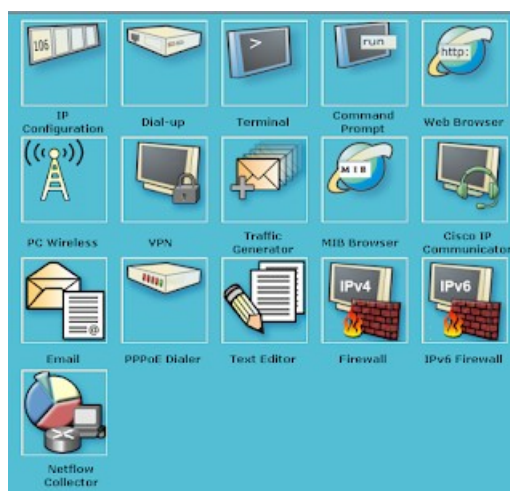 106
>
run
http:
IP
Configuration
Dial-up
Terminal
Command
Prompt
Web Browser
MIB
PC Wireless
VPN
Traffic
Generator
MIB Browser
Cisco IP
Communicator
@
IPv4
IPv6
Email
PPPoE Dialer
Text Editor
Firewall
IPv6 Firewall
Netflow
Collector